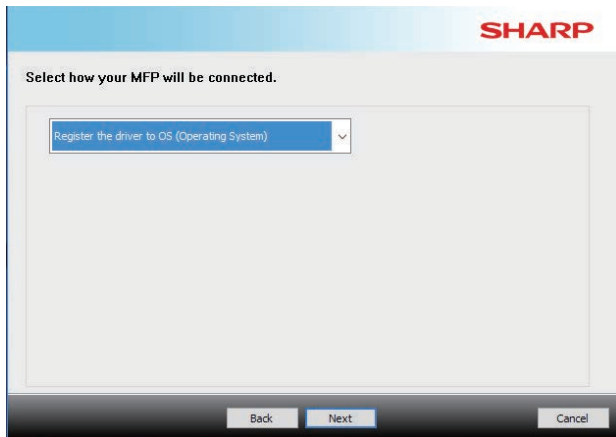 SHARP
Select how your MFP will be connected.
Register the driver to OS (Operating System)
Back Next Cancel